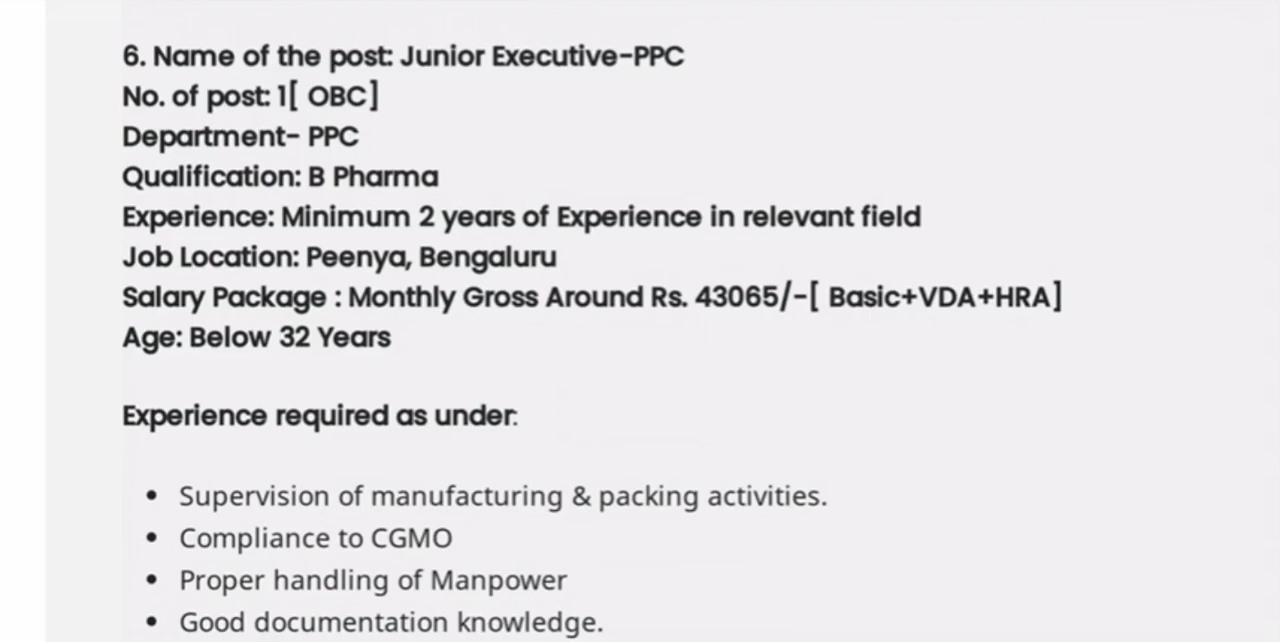 6. Name of the post: Junior Executive-PPC
No. of post: 1[ OBC]
Department- PPC
Qualification: B Pharma
Experience: Minimum 2 years of Experience in relevant field
Job Location: Peenya, Bengaluru
Salary Package : Monthly Gross Around Rs. 43065/-[ Basic+VDA+HRA]
Age: Below 32 Years
Experience required as under:
• Supervision of manufacturing & packing activities.
• Compliance to CGMO
• Proper handling of Manpower
• Good documentation knowledge.